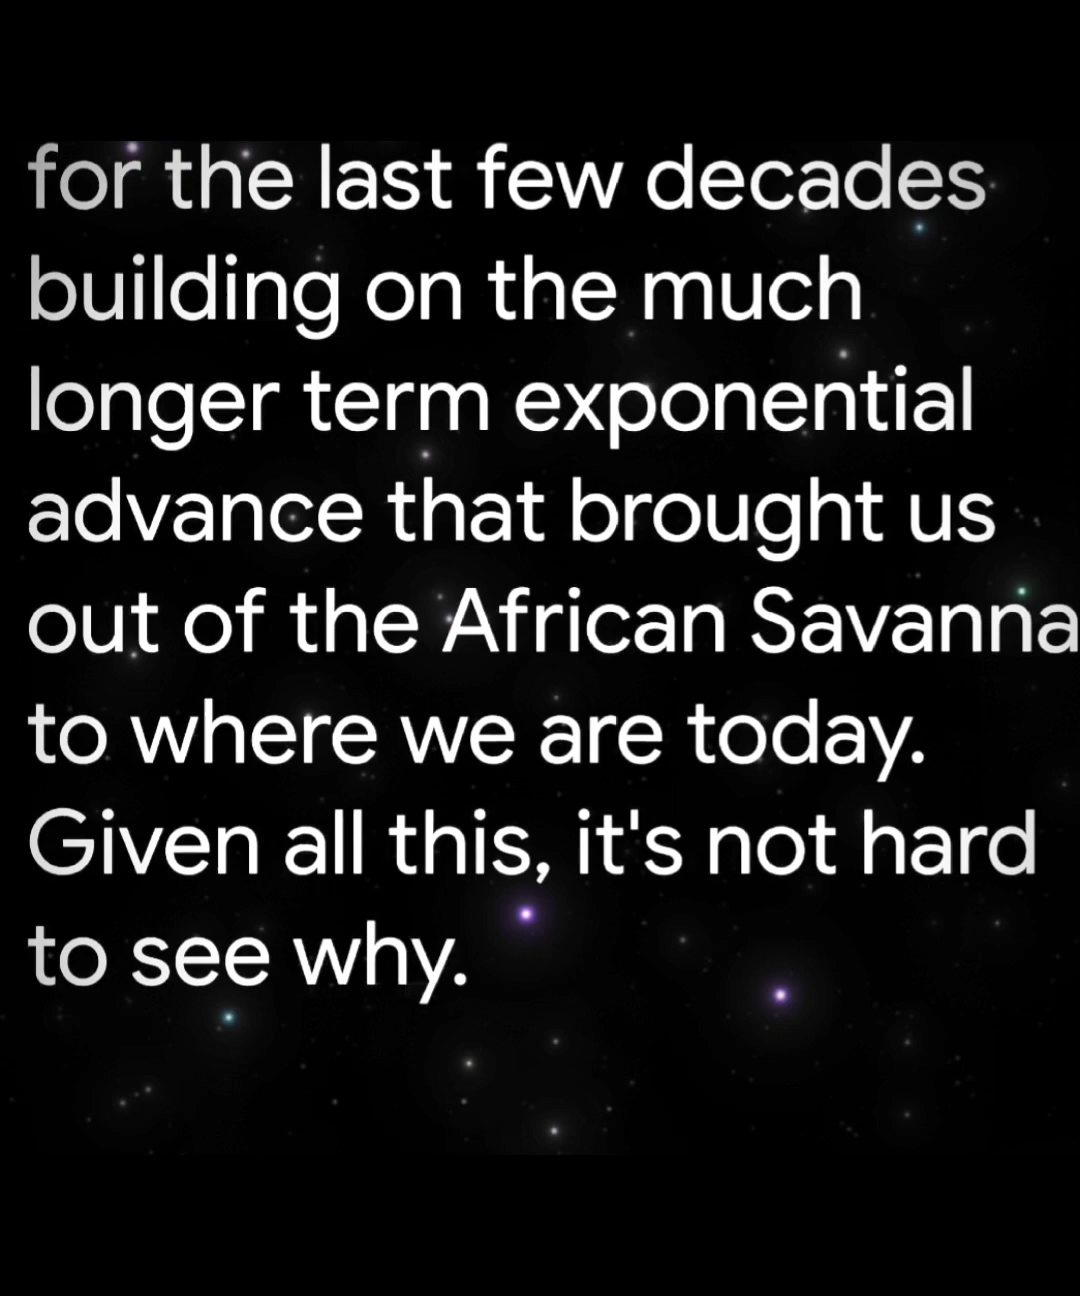 for the last few decades
building on the much
longer term exponential
advance that brought us
out of the African Savanna
to where we are today.
Given all this, it's not hard
to see why.